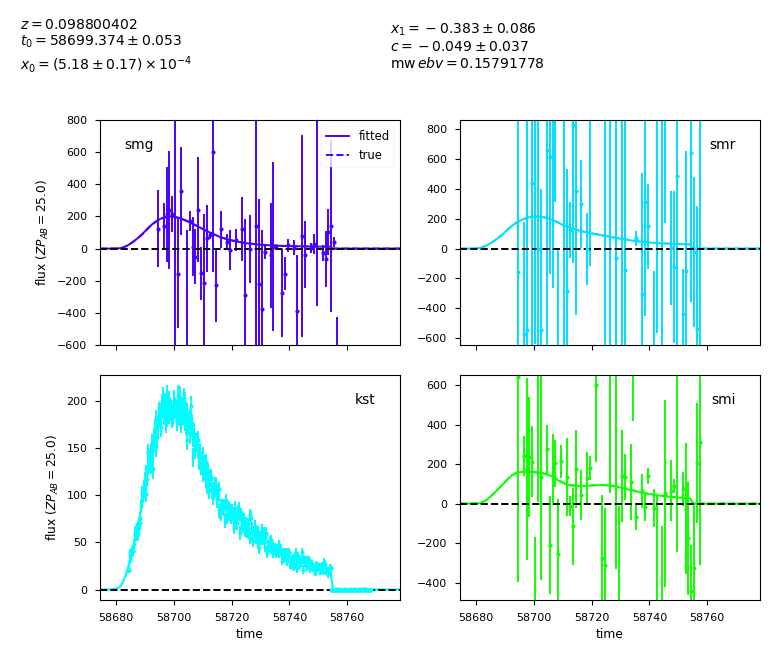 z = 0.098800402
t₀ = 58699.374 ± 0.053
x₀ = (5.18 ± 0.17) × 10⁻⁴
x₁ = −0.383 ± 0.086
c = −0.049 ± 0.037
mw ebv = 0.15791778
800
600
400
200
0
−200
−400
−600
flux (ZP_AB = 25.0)
smg
fitted
true
800
600
400
200
0
−200
−400
−600
smr
200
150
100
50
0
flux (ZP_AB = 25.0)
kst
58680 58700 58720 58740 58760
time
600
400
200
0
−200
−400
smi
58680 58700 58720 58740 58760
time